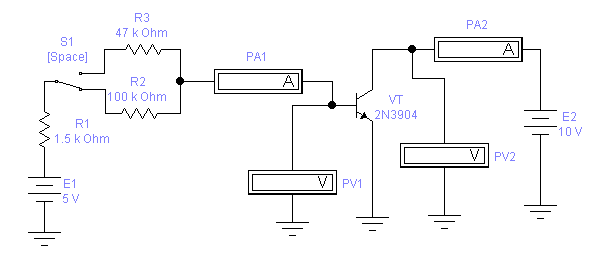 R3
47 k Ohm
S1
[Space]
R2
100 k Ohm
R1
1.5 k Ohm
E1
5 V
PA1
A
VT
2N3904
V
PV1
PA2
A
V
PV2
E2
10 V